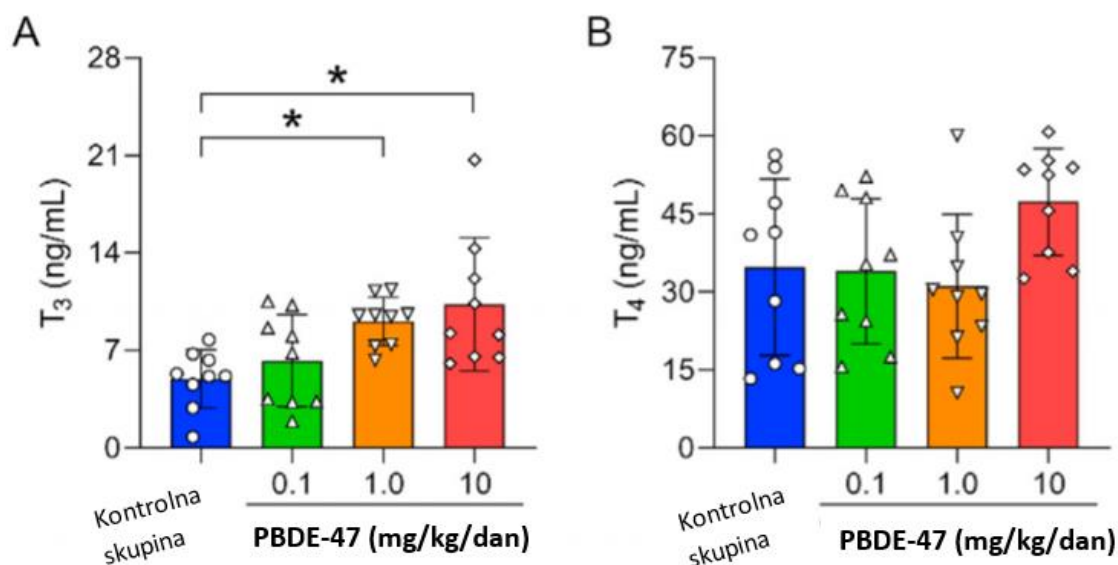 A
T₃ (ng/mL)
28
21
14
7
0
*
*
Kontrolna
skupina
0.1 1.0 10
PBDE-47 (mg/kg/dan)
B
T₄ (ng/mL)
75
60
45
30
15
0
Kontrolna
skupina
0.1 1.0 10
PBDE-47 (mg/kg/dan)